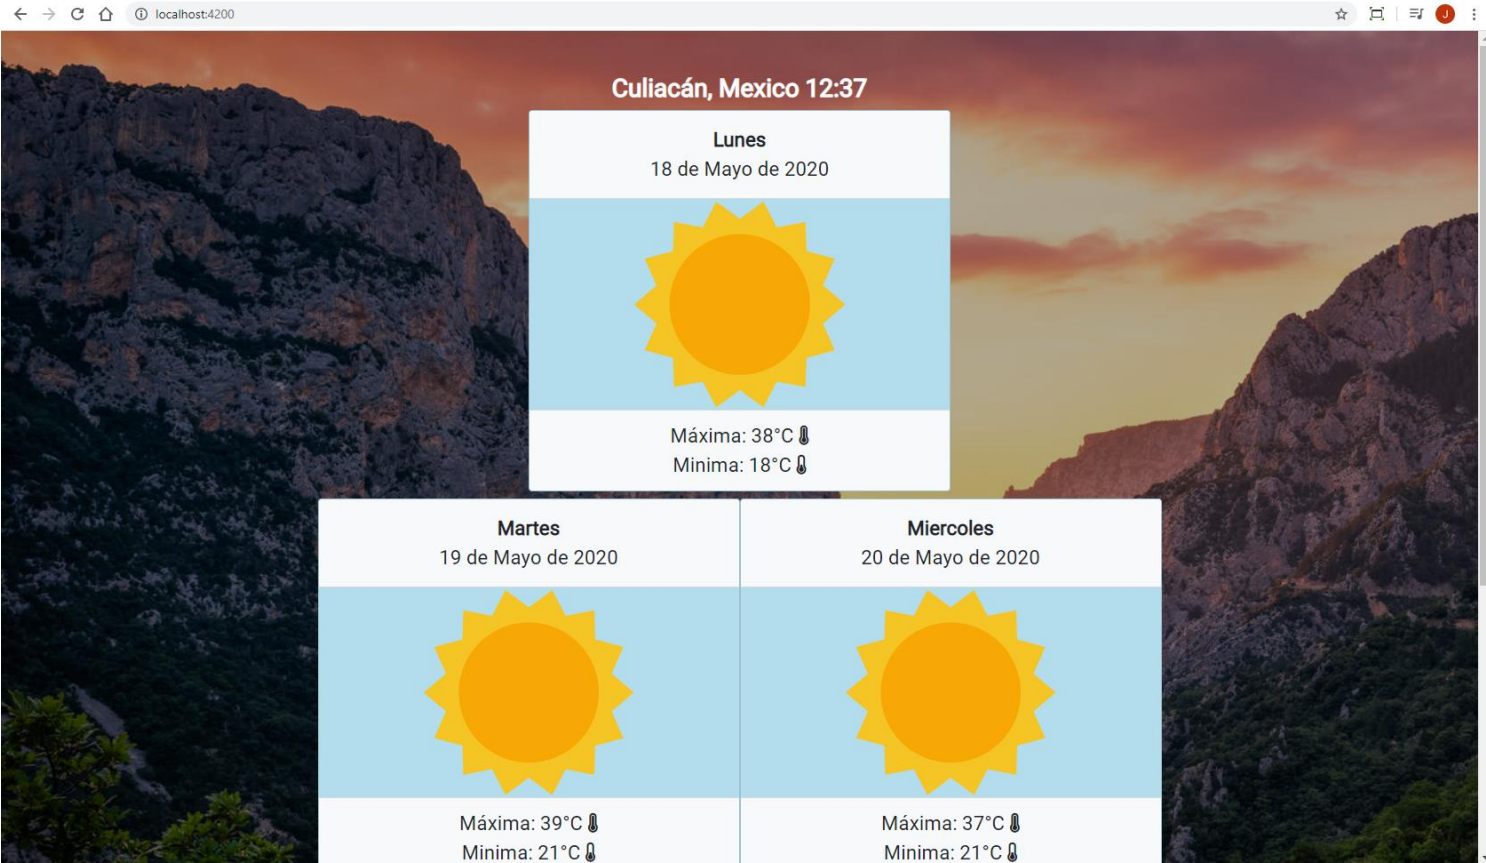 localhost:4200
J
Culiacán, Mexico 12:37
Lunes
18 de Mayo de 2020
Máxima: 38°C
Minima: 18°C
Martes
19 de Mayo de 2020
Máxima: 39°C
Minima: 21°C
Miercoles
20 de Mayo de 2020
Máxima: 37°C
Minima: 21°C